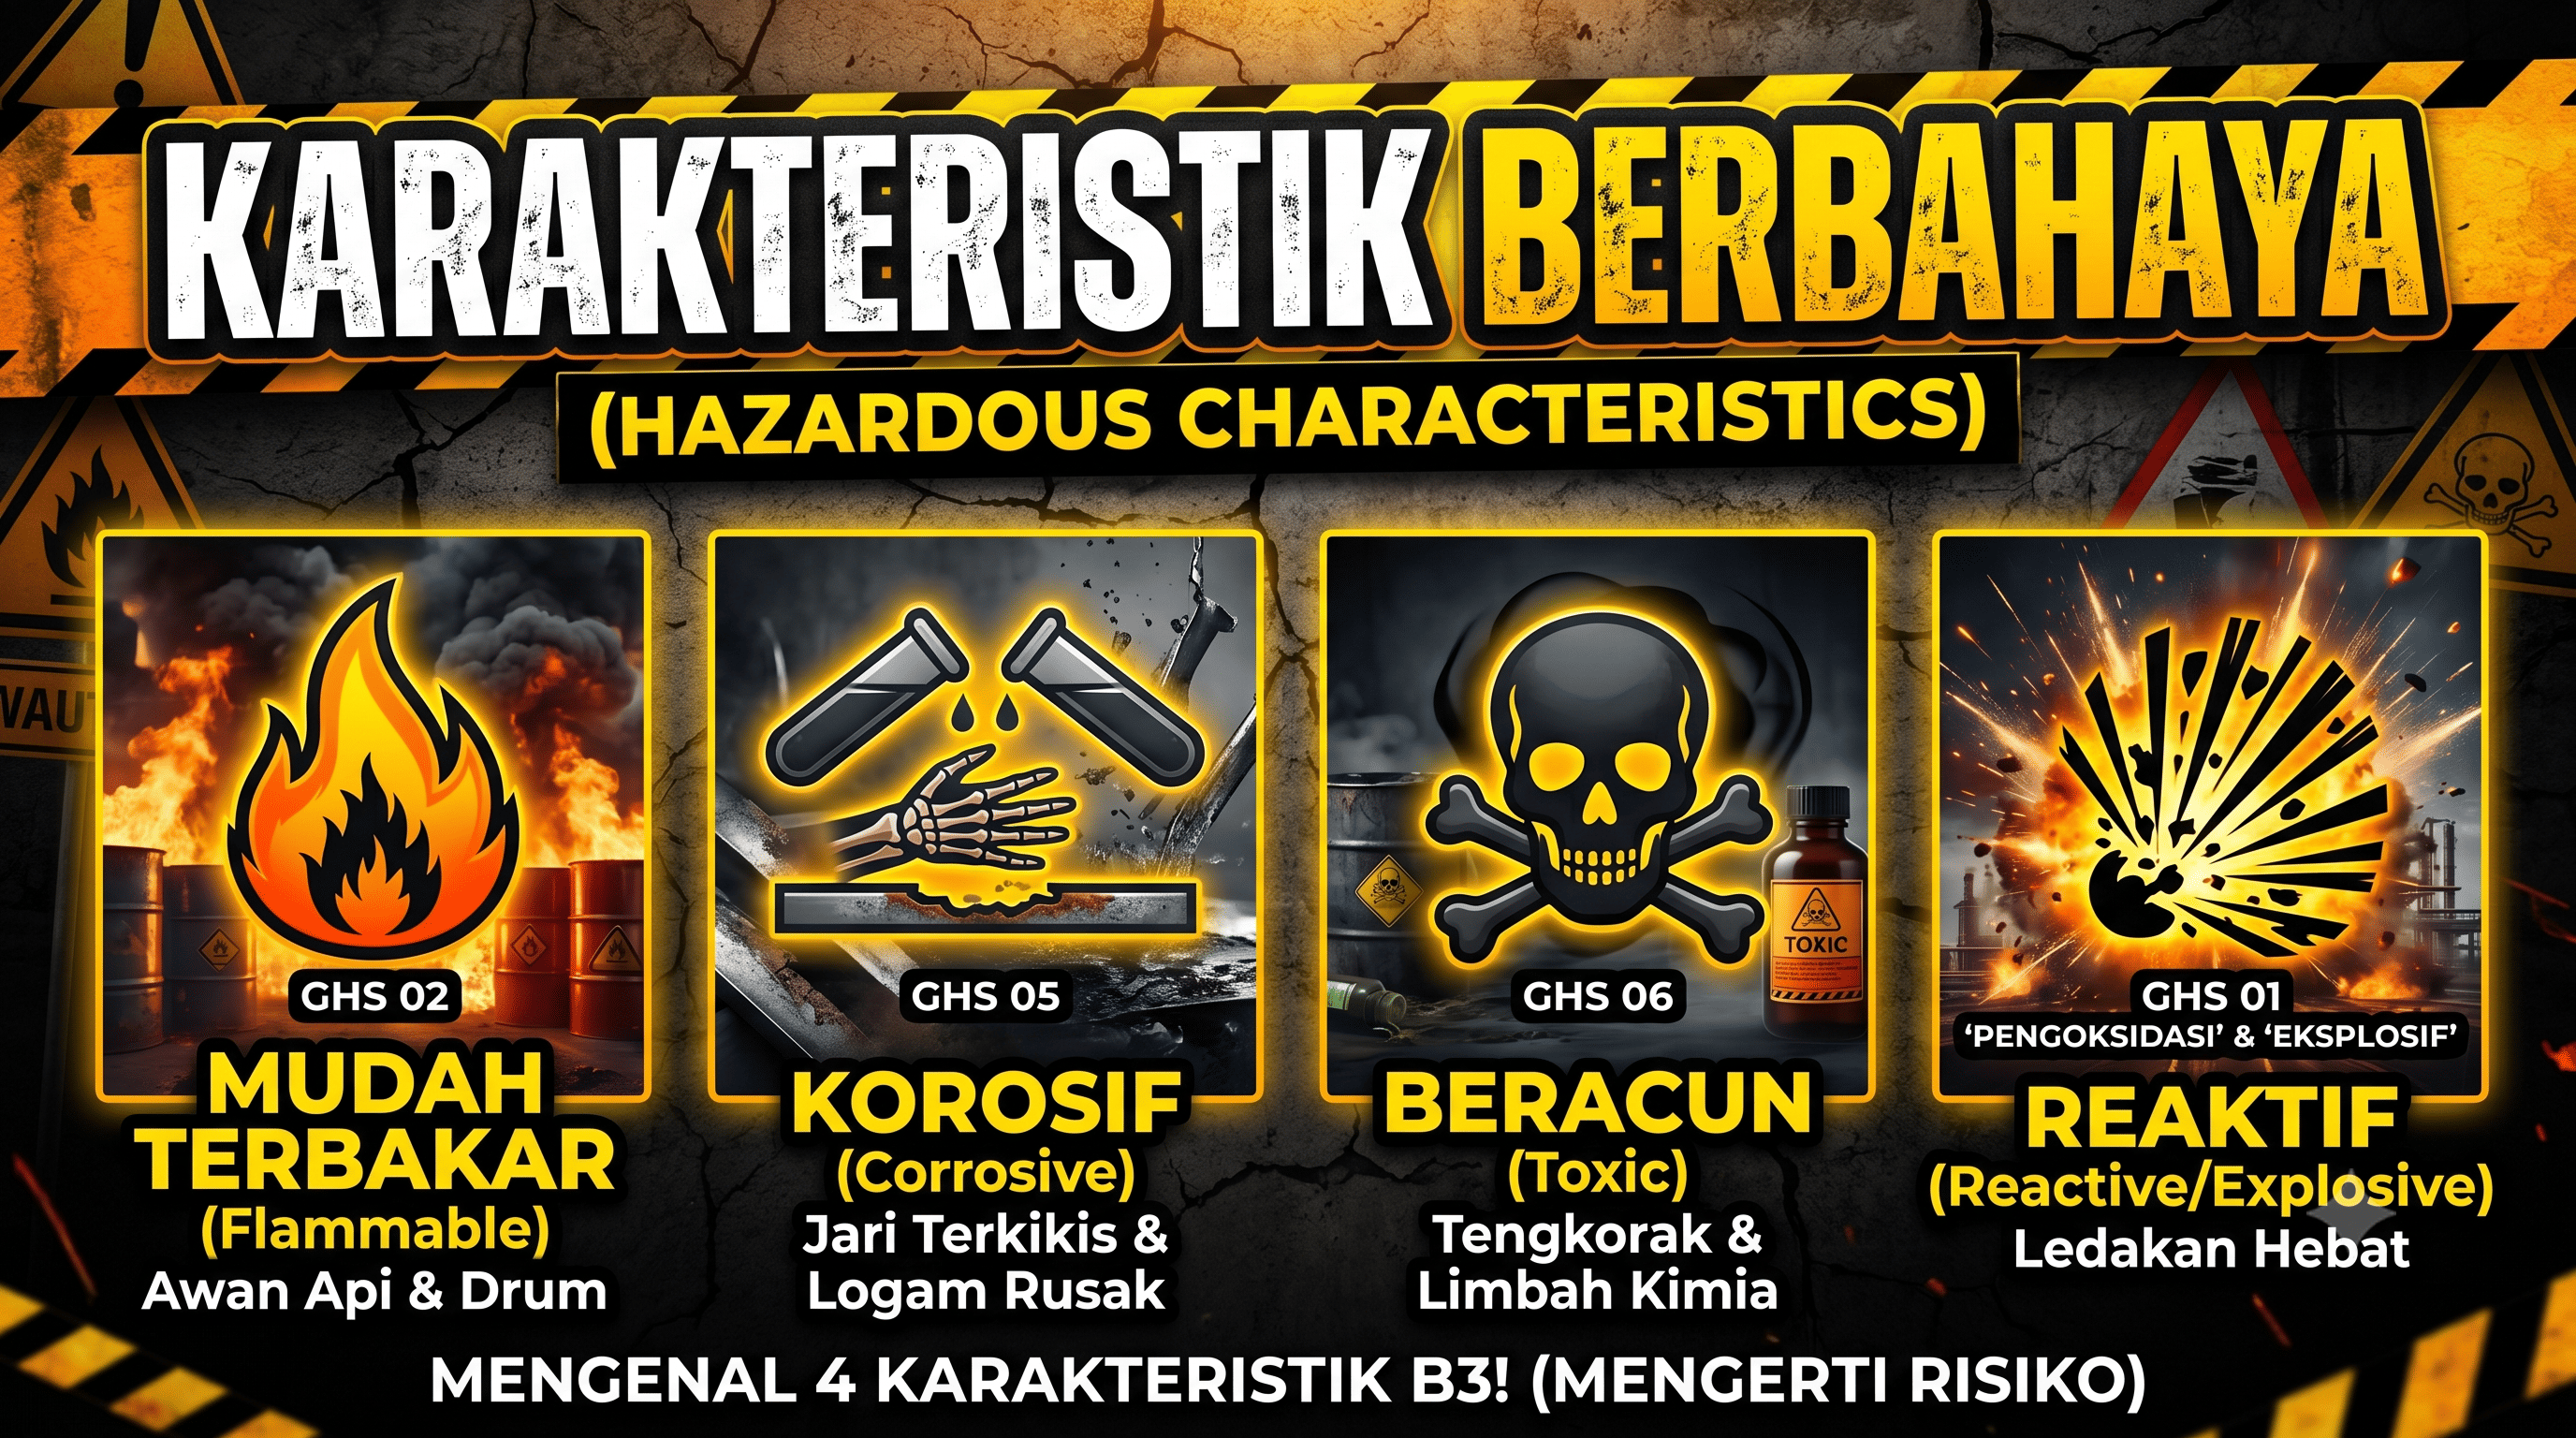 KARAKTERISTIK BERBAHAYA
(HAZARDOUS CHARACTERISTICS)
GHS 02
MUDAH
TERBAKAR
(Flammable)
Awan Api & Drum
GHS 05
KOROSIF
(Corrosive)
Jari Terkikis &
Logam Rusak
TOXIC
GHS 06
BERACUN
(Toxic)
Tengkorak &
Limbah Kimia
GHS 01
‘PENGOKSIDASI’ & ‘EKSPLOSIF’
REAKTIF
(Reactive/Explosive)
Ledakan Hebat
MENGENAL 4 KARAKTERISTIK B3! (MENGERTI RISIKO)